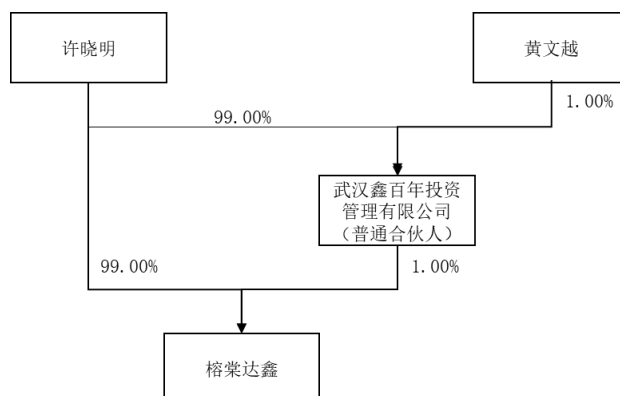 许晓明
黄文越
1.00%
99.00%
武汉鑫百年投资
管理有限公司
（普通合伙人）
99.00%
1.00%
榕棠达鑫